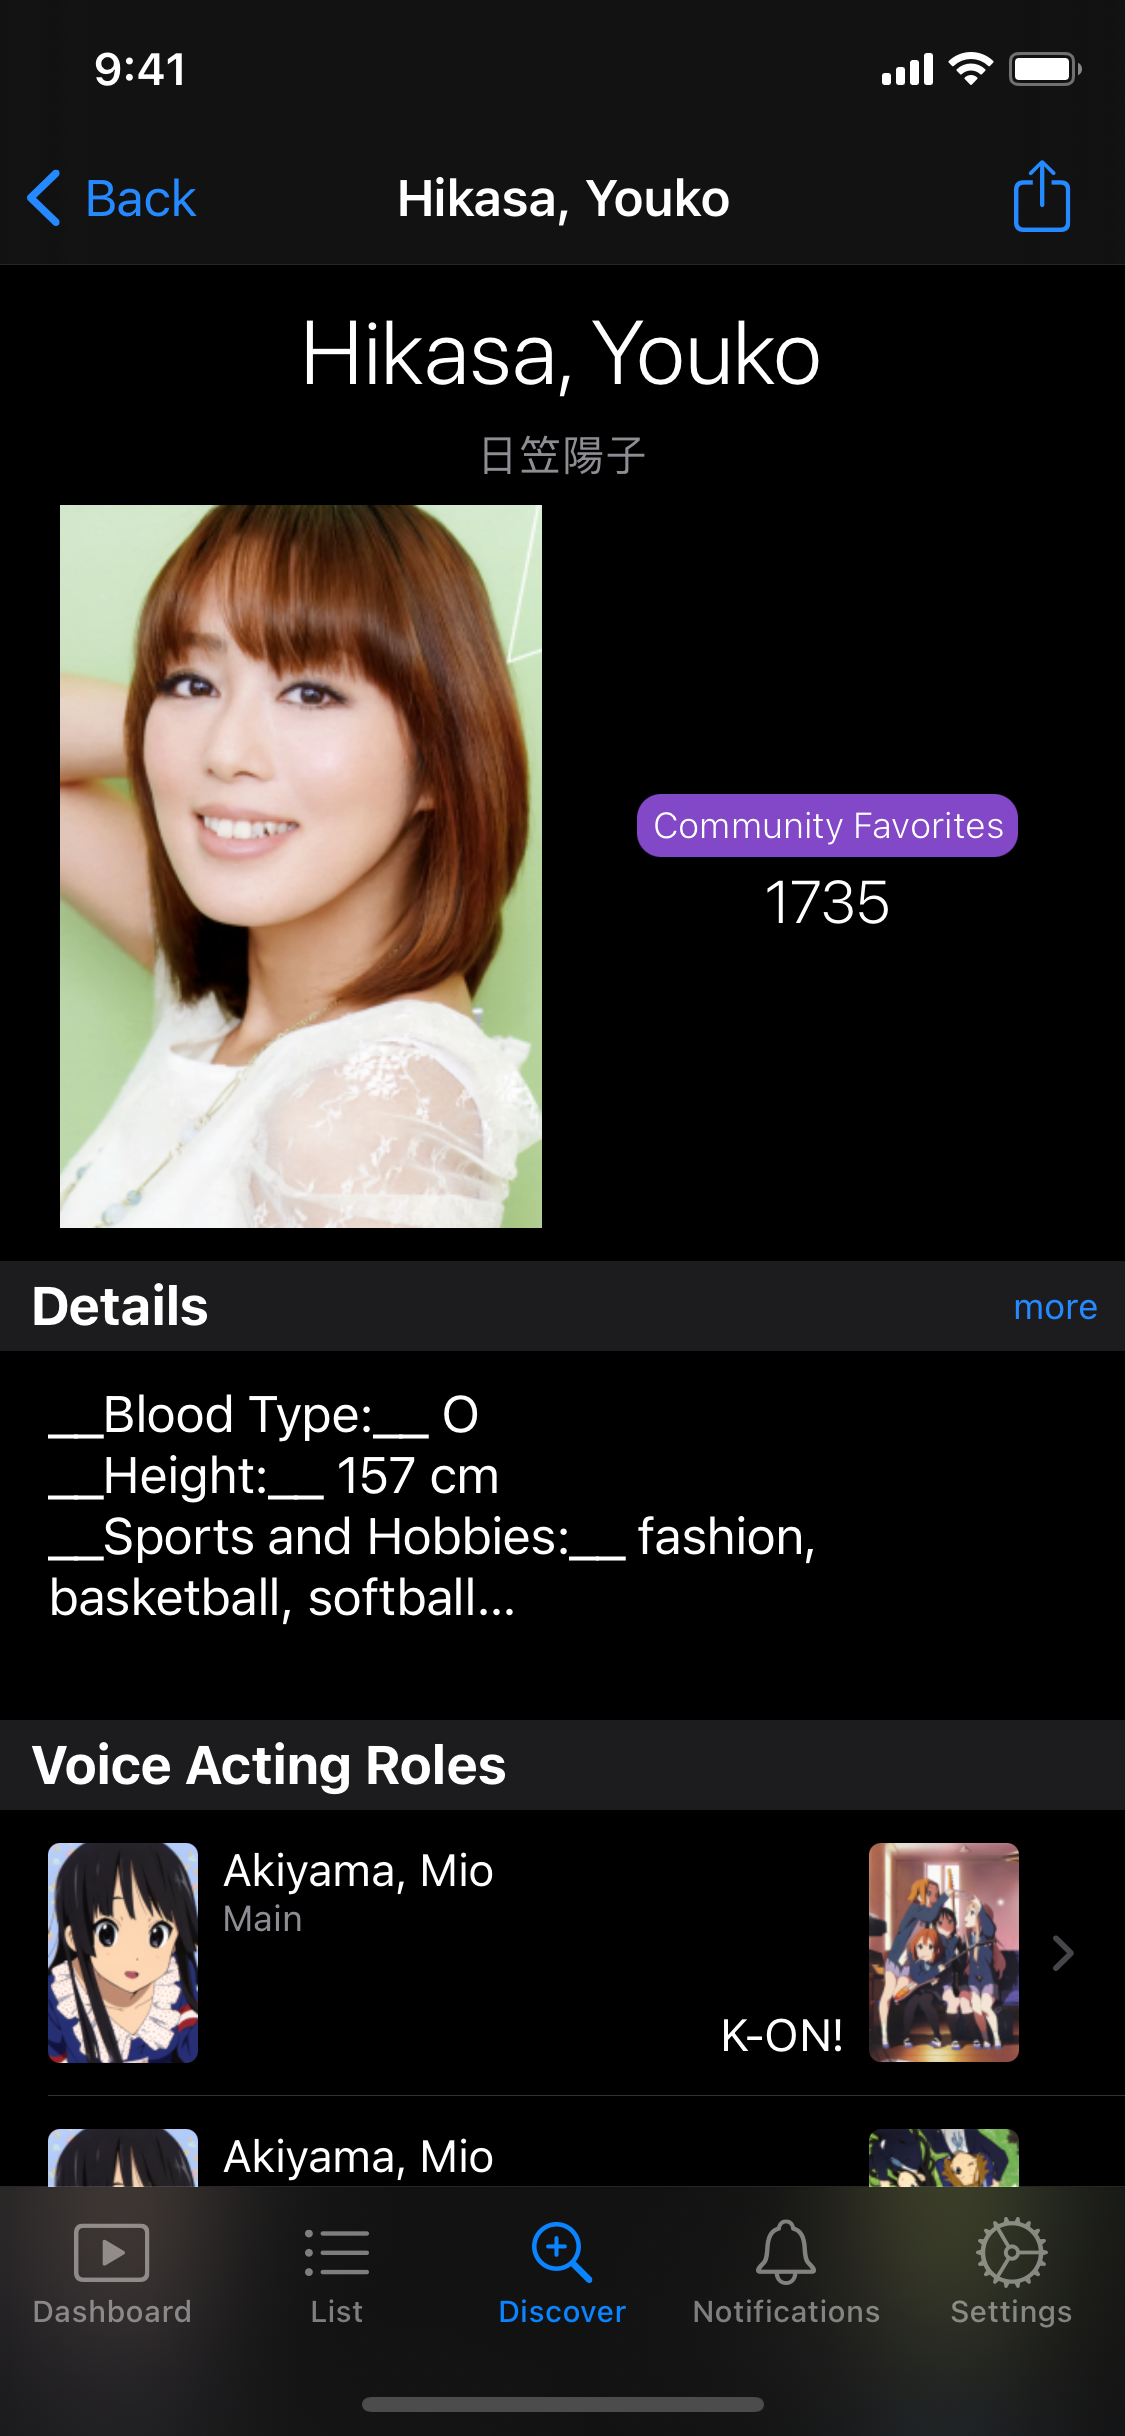 9:41
Back
Hikasa, Youko
Hikasa, Youko
日笠陽子
Community Favorites
1735
Details
more
__Blood Type:__ O
__Height:__ 157 cm
__Sports and Hobbies:__ fashion,
basketball, softball...
Voice Acting Roles
Akiyama, Mio
Main
K-ON!
Akiyama, Mio
Dashboard
List
Discover
Notifications
Settings